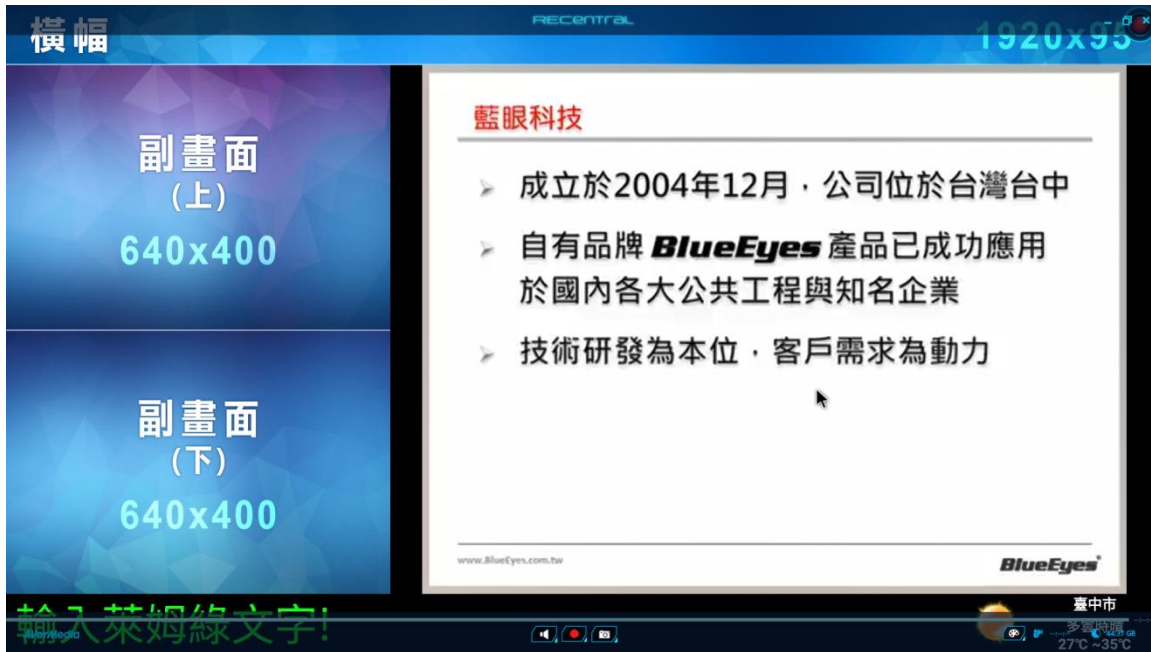 RECentral
橫幅
1920x95
副畫面
(上)
640x400
副畫面
(下)
640x400
藍眼科技
成立於2004年12月，公司位於台灣台中
自有品牌 BlueEyes 產品已成功應用
於國內各大公共工程與知名企業
技術研發為本位，客戶需求為動力
www.BlueEyes.com.tw
BlueEyes
輸入萊姆綠文字!
AVerMedia
臺中市
多雲時晴
27℃ ~35℃